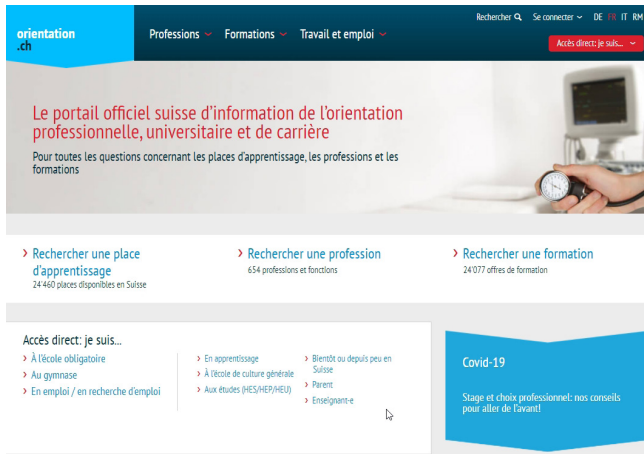 Rechercher Se connecter DE FR IT RM
orientation
.ch
Professions Formations Travail et emploi
Accès direct: je suis...
Le portail officiel suisse d'information de l'orientation
professionnelle, universitaire et de carrière
Pour toutes les questions concernant les places d'apprentissage, les professions et les
formations
Rechercher une place
d'apprentissage
24'460 places disponibles en Suisse
Rechercher une profession
654 professions et fonctions
Rechercher une formation
24'077 offres de formation
Accès direct: je suis...
À l'école obligatoire
Au gymnase
En emploi / en recherche d'emploi
En apprentissage
À l'école de culture générale
Aux études (HES/HEP/HEU)
Bientôt ou depuis peu en
Suisse
Parent
Enseignant-e
Covid-19
Stage et choix professionnel: nos conseils
pour aller de l'avant!